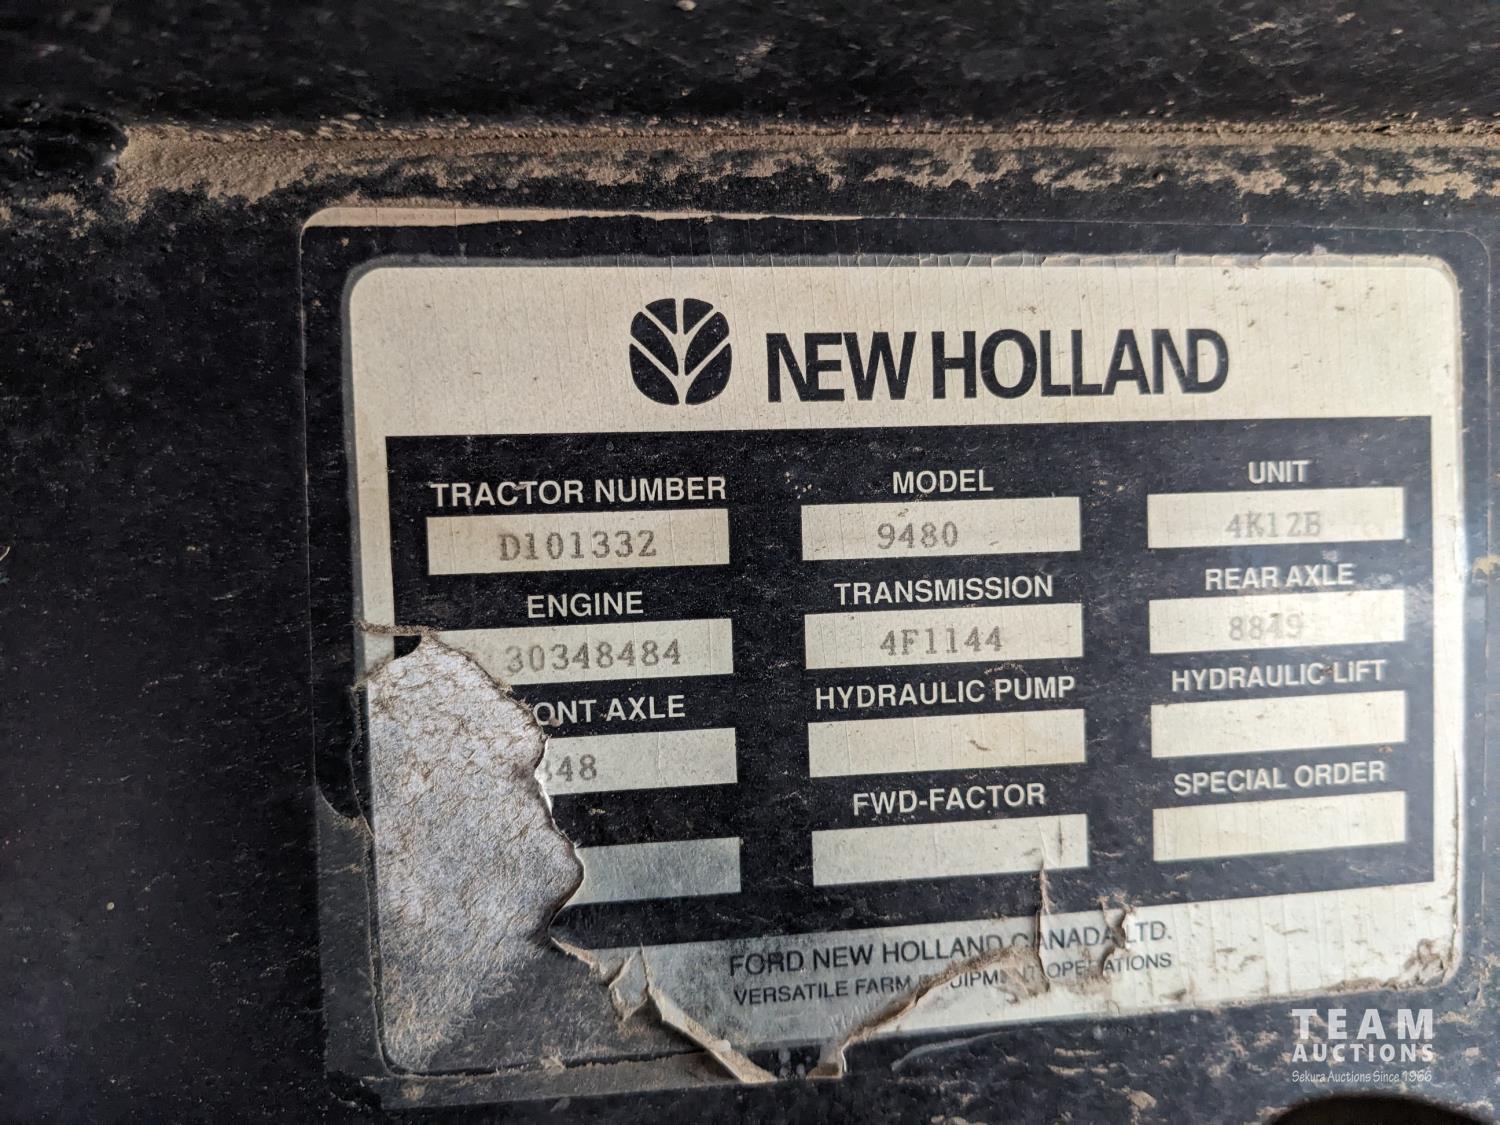 NEW HOLLAND
TRACTOR NUMBER MODEL UNIT
D101332 9480 4K12B
ENGINE TRANSMISSION REAR AXLE
30348484 4F1144 8849
ONT AXLE HYDRAULIC PUMP HYDRAULIC LIFT
848
FWD-FACTOR SPECIAL ORDER
FORD NEW HOLLAND CANADA LTD.
VERSATILE FARM EQUIPMENT OPERATIONS
TEAM
AUCTIONS
Sekura Auctions Since 1966